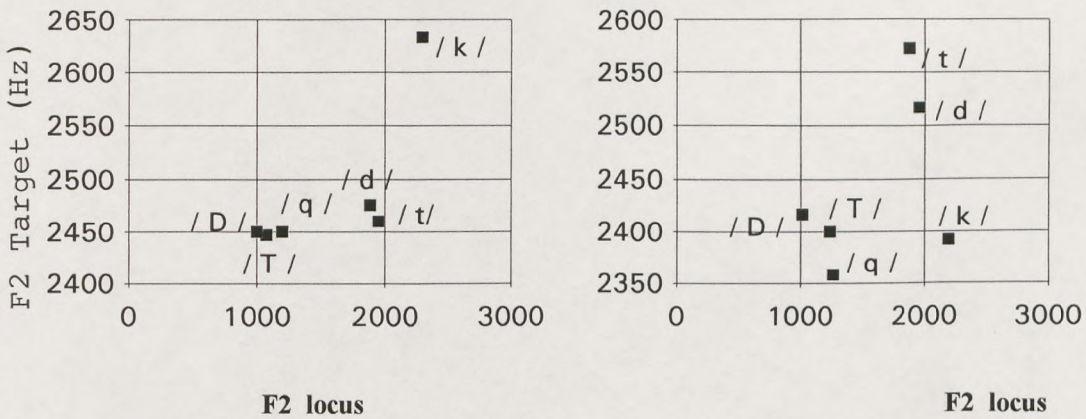 F2 Target (Hz)
2650
2600
2550
2500
2450
2400
0
1000
2000
3000
/ k /
/ d /
/ q /
/ D /
/ t/
/ T /
F2 locus
2600
2550
2500
2450
2400
2350
0
1000
2000
3000
/ t /
/ d /
/ T /
/ k /
/ D /
/ q /
F2 locus